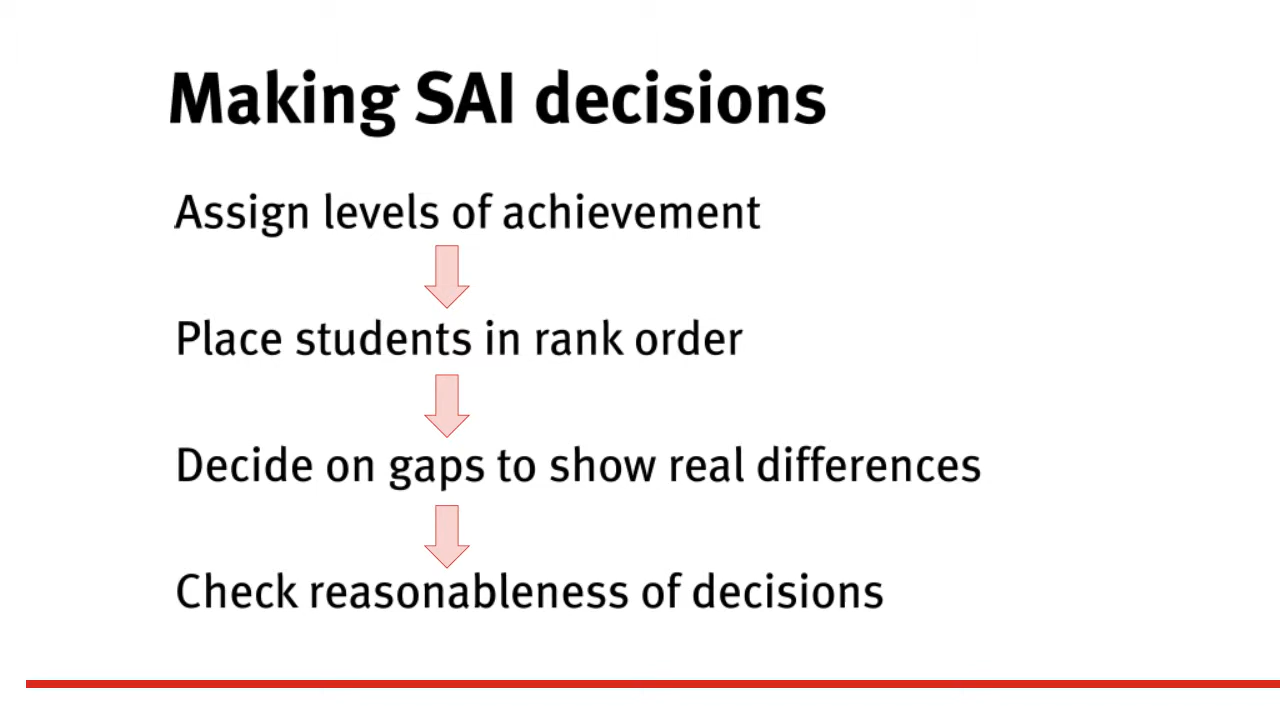 Making SAI decisions
Assign levels of achievement
Place students in rank order
Decide on gaps to show real differences
Check reasonableness of decisions